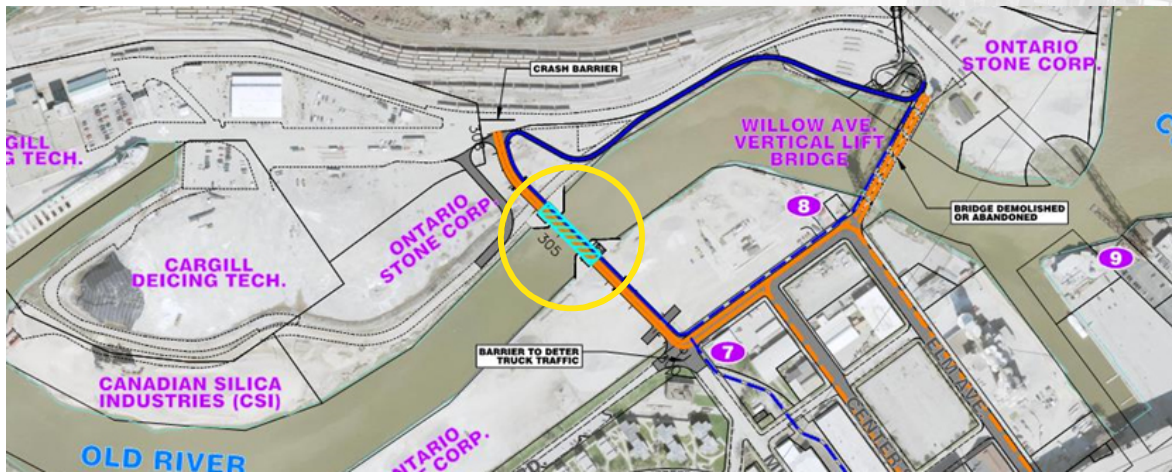 ONTARIO
STONE CORP.
CRASH BARRIER
WILLOW AVE.
VERTICAL LIFT
BRIDGE
GILL
G TECH.
8
BRIDGE DEMOLISHED
OR ABANDONED
ONTARIO
STONE CORP.
305
9
CARGILL
DEICING TECH.
BARRIER TO DETER
TRUCK TRAFFIC
7
ELM AVE.
CANADIAN SILICA
INDUSTRIES (CSI)
CENTER
ONTARIO
CORP.
OLD RIVER